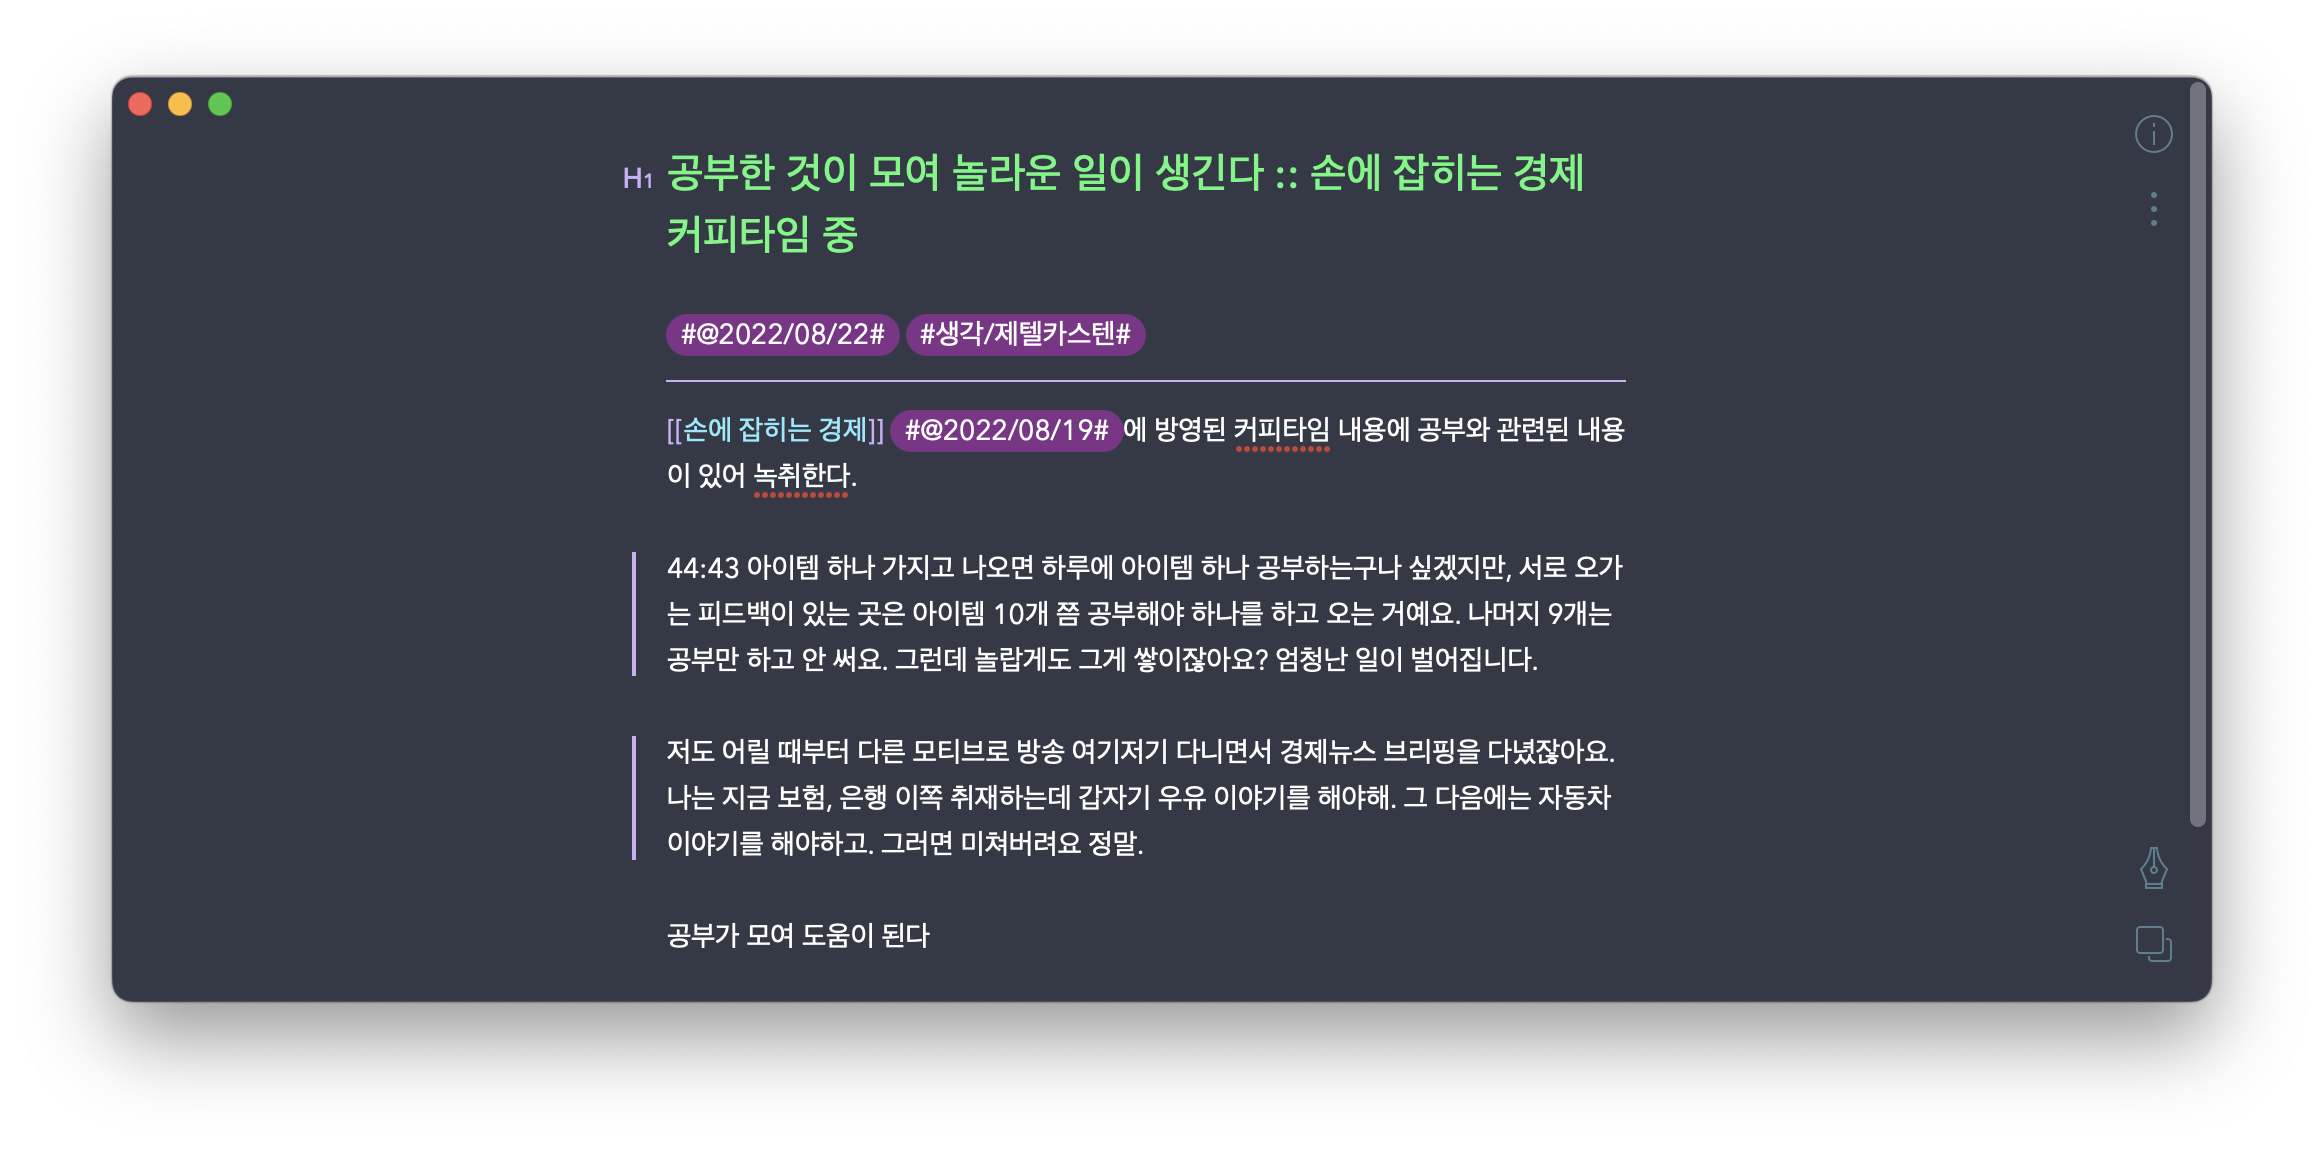 H1 공부한 것이 모여 놀라운 일이 생긴다 :: 손에 잡히는 경제
커피타임 중
#@2022/08/22# #생각/제텔카스텐#
[[손에 잡히는 경제]] #@2022/08/19#에 방영된 커피타임 내용에 공부와 관련된 내용
이 있어 녹취한다.
44:43 아이템 하나 가지고 나오면 하루에 아이템 하나 공부하는구나 싶겠지만, 서로 오가
는 피드백이 있는 곳은 아이템 10개 쯤 공부해야 하나를 하고 오는 거예요. 나머지 9개는
공부만 하고 안 써요. 그런데 놀랍게도 그게 쌓이잖아요? 엄청난 일이 벌어집니다.
저도 어릴 때부터 다른 모티브로 방송 여기저기 다니면서 경제뉴스 브리핑을 다녔잖아요.
나는 지금 보험, 은행 이쪽 취재하는데 갑자기 우유 이야기를 해야해. 그 다음에는 자동차
이야기를 해야하고. 그러면 미쳐버려요 정말.
공부가 모여 도움이 된다